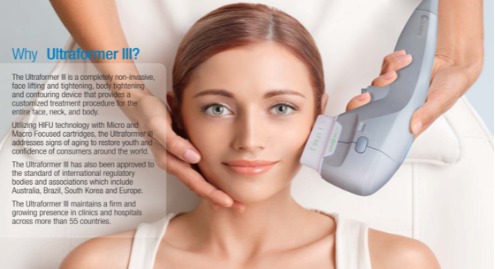 Why Ultraformer III?
The Ultraformer III is a completely non-invasive,
face lifting and tightening, body tightening
and contouring device that provides a
customized treatment procedure for the
entire face, neck, and body.
Utilizing HIFU technology with Micro and
Macro Focused cartridges, the Ultraformer III
addresses signs of aging to restore youth and
confidence of consumers around the world.
The Ultraformer III has also been approved to
the standard of international regulatory
bodies and associations which include
Australia, Brazil, South Korea and Europe.
The Ultraformer III maintains a firm and
growing presence in clinics and hospitals
across more than 55 countries.